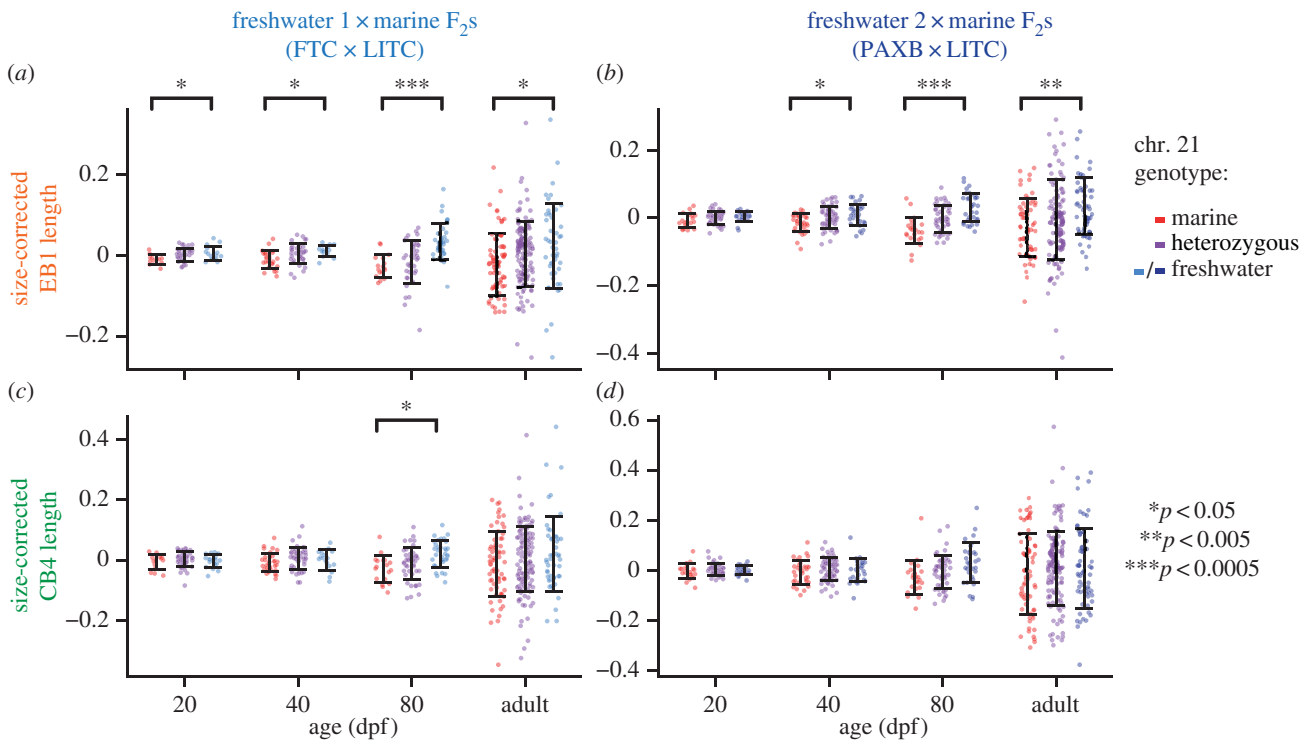 freshwater 1 × marine F₂s
(FTC × LITC)
freshwater 2 × marine F₂s
(PAXB × LITC)
(a)
* * *** *
(b)
* *** **
size-corrected
EB1 length
0.2
0
−0.2
0.2
0
−0.2
−0.4
chr. 21
genotype:
marine
heterozygous
/ freshwater
(c)
*
(d)
size-corrected
CB4 length
0.4
0.2
0
−0.2
0.6
0.4
0.2
0
−0.2
−0.4
*p < 0.05
**p < 0.005
***p < 0.0005
20 40 80 adult
age (dpf)
20 40 80 adult
age (dpf)